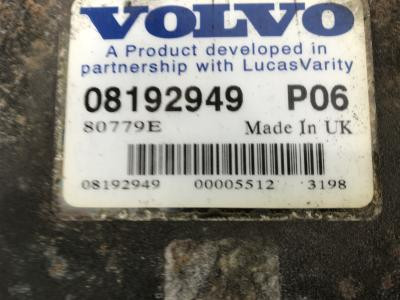 VOLVO
A Product developed in
partnership with LucasVarity
08192949 P06
80779E Made In UK
08192949 00005512 3198